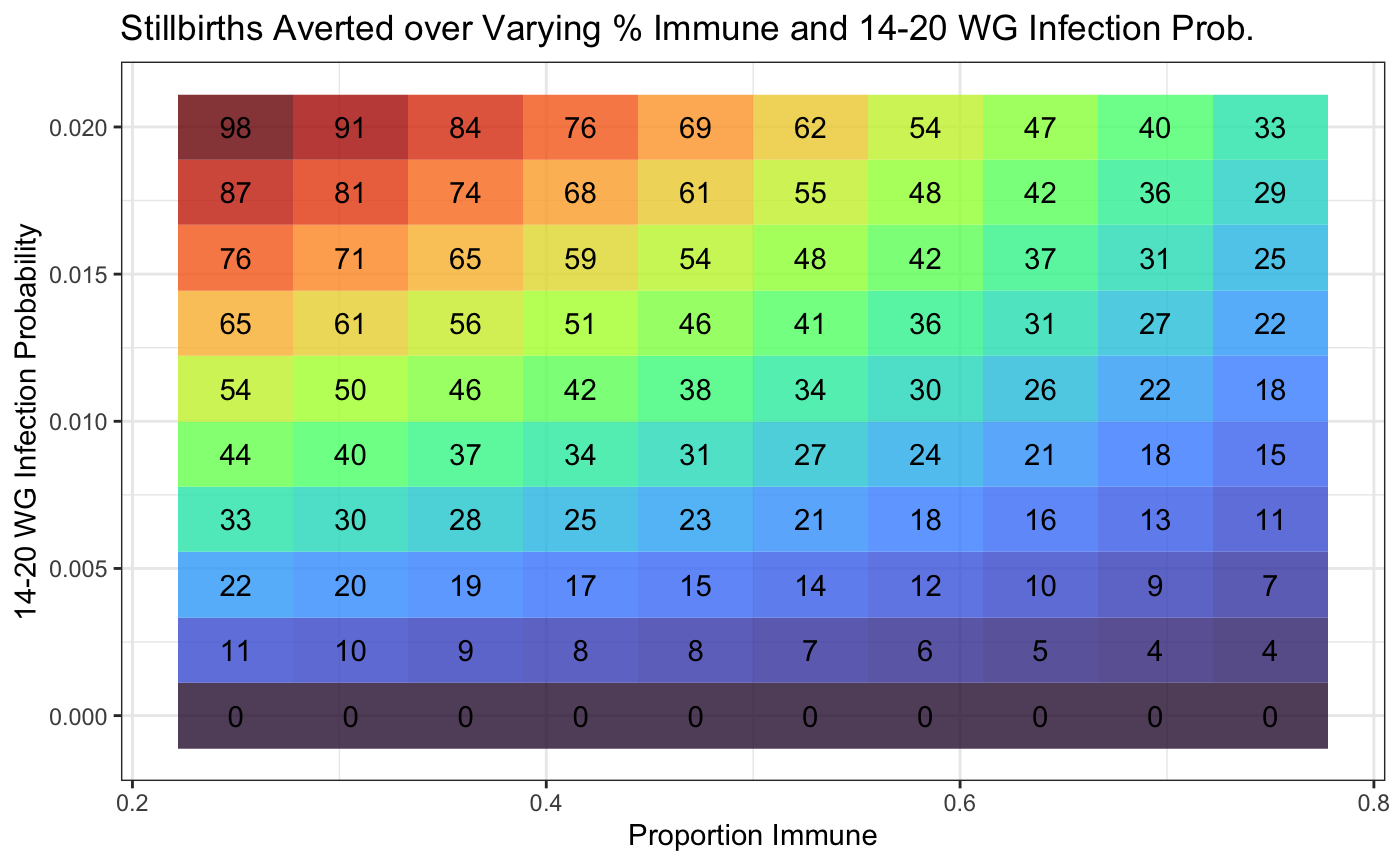 Stillbirths Averted over Varying % Immune and 14-20 WG Infection Prob.
14-20 WG Infection Probability
0.020
98 91 84 76 69 62 54 47 40 33
87 81 74 68 61 55 48 42 36 29
0.015
76 71 65 59 54 48 42 37 31 25
65 61 56 51 46 41 36 31 27 22
54 50 46 42 38 34 30 26 22 18
0.010
44 40 37 34 31 27 24 21 18 15
33 30 28 25 23 21 18 16 13 11
0.005
22 20 19 17 15 14 12 10 9 7
11 10 9 8 8 7 6 5 4 4
0.000
0 0 0 0 0 0 0 0 0 0
0.2 0.4 0.6 0.8
Proportion Immune